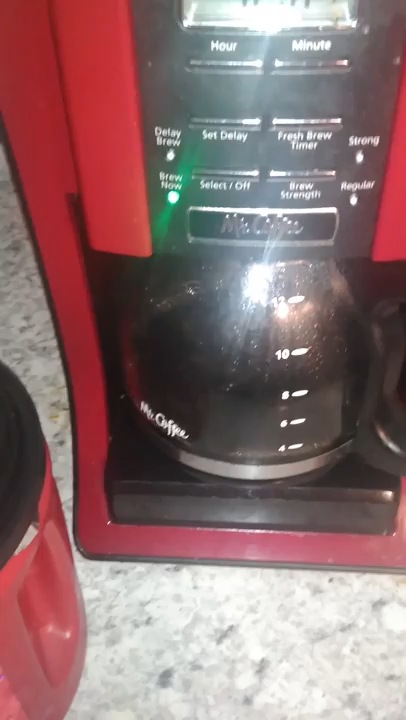 Hour Minute
Delay Brew
Set Delay
Fresh Brew Timer
Strong
Brew Now
Select / Off
Brew Strength
Regular
Mr. Coffee
12
10
8
6
4
Mr. Coffee